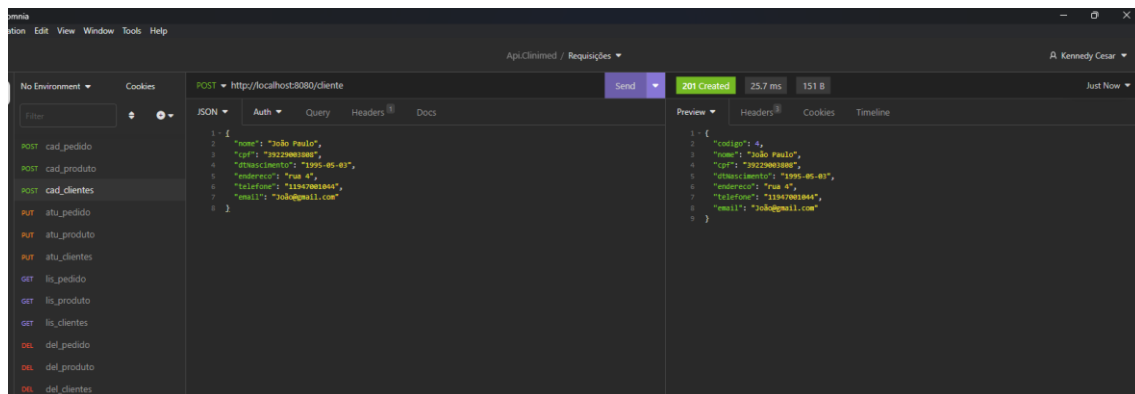 omnia
ation Edit View Window Tools Help
Api.Clinimed / Requisições
Kennedy Cesar
No Environment Cookies
POST http://localhost:8080/cliente Send
201 Created 25.7 ms 151 B Just Now
Filter
JSON Auth Query Headers 1 Docs
Preview Headers 3 Cookies Timeline
POST cad_pedido
POST cad_produto
POST cad_clientes
PUT atu_pedido
PUT atu_produto
PUT atu_clientes
GET lis_pedido
GET lis_produto
GET lis_clientes
DEL del_pedido
DEL del_produto
DEL del_clientes
1 {
2 "nome": "João Paulo",
3 "cpf": "39229003808",
4 "dtNascimento": "1995-05-03",
5 "endereco": "rua 4",
6 "telefone": "11947001044",
7 "email": "João@gmail.com"
8 }
1 {
2 "codigo": 4,
3 "nome": "João Paulo",
4 "cpf": "39229003808",
5 "dtNascimento": "1995-05-03",
6 "endereco": "rua 4",
7 "telefone": "11947001044",
8 "email": "João@gmail.com"
9 }